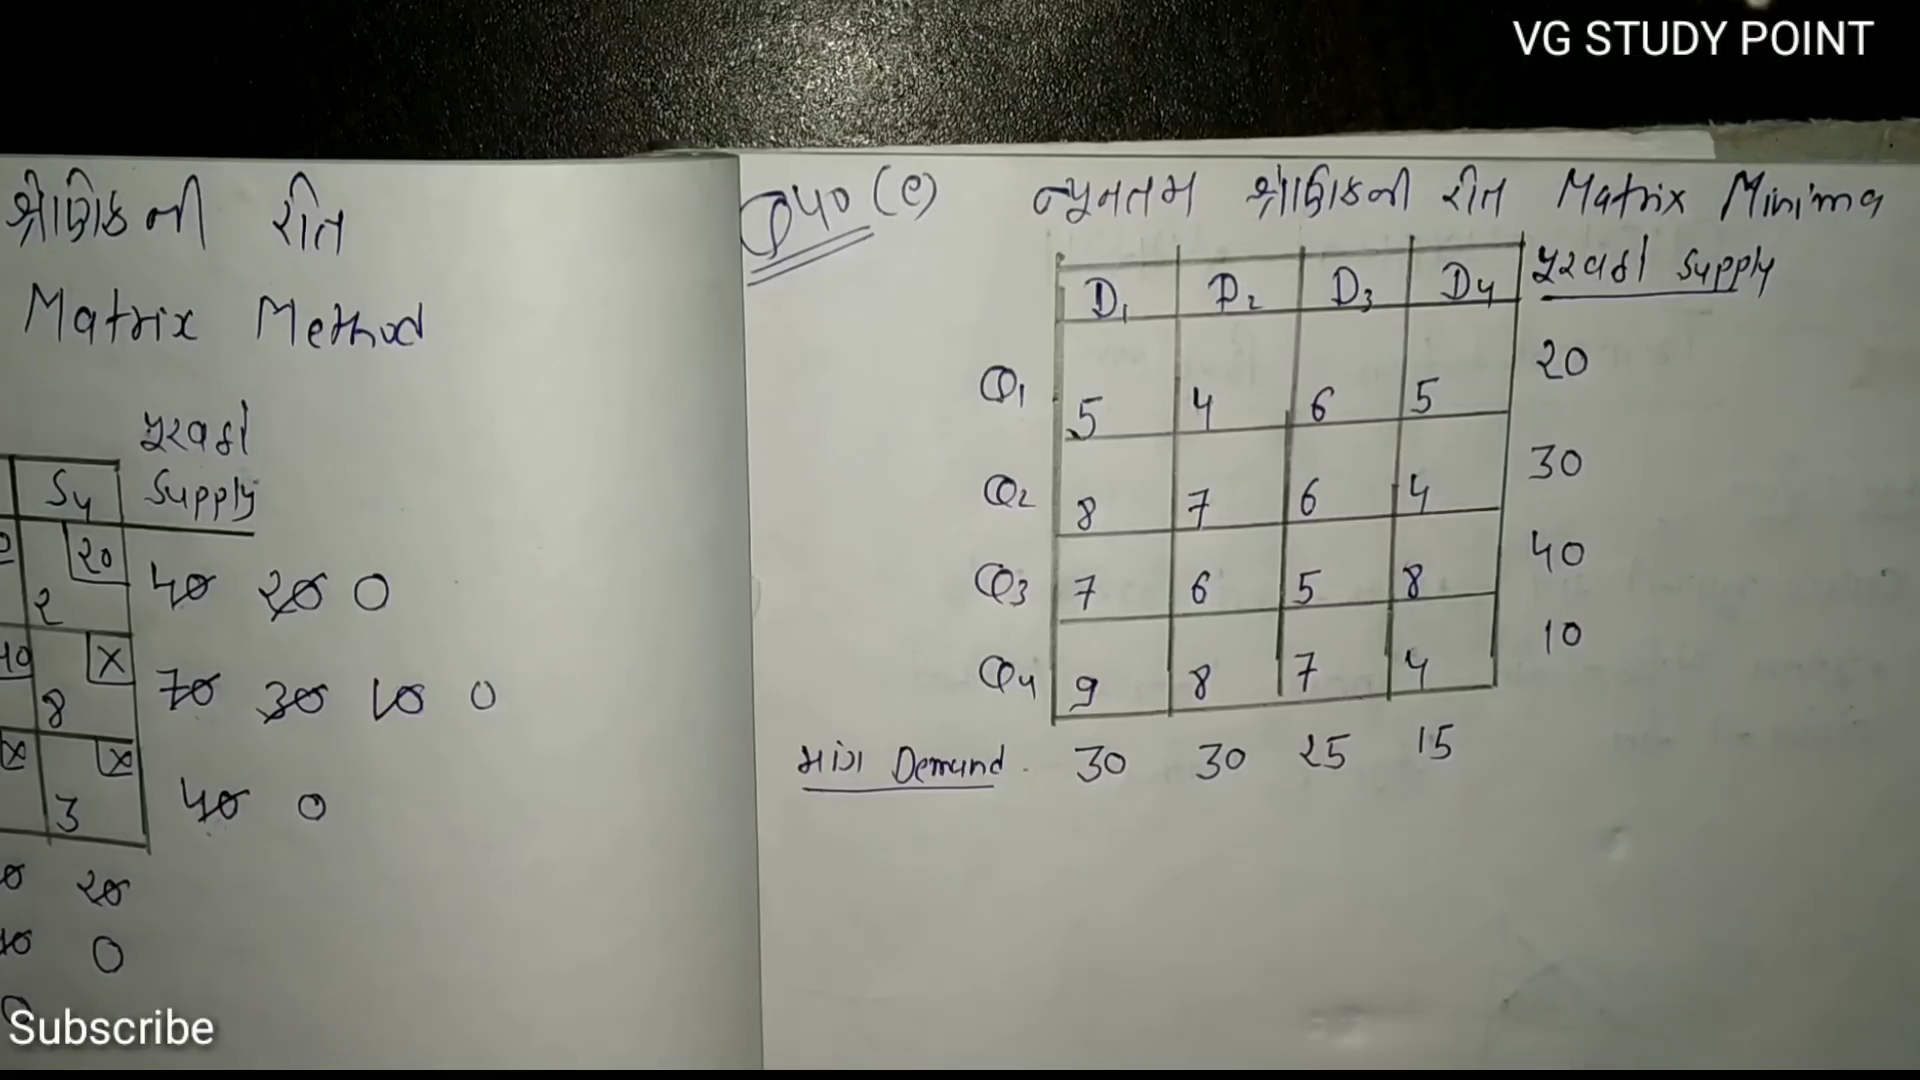 VG STUDY POINT
શ્રેણિકની રીત
Matrix Method
પુરવઠો
S4 Supply
20
2 40 20 0
40 X
8 70 30 10 0
X X
3 40 0
20
0
Q40 (e) ન્યુનતમ શ્રેણિકની રીત Matrix Minima
D1 D2 D3 D4 પુરવઠો Supply
O1 5 4 6 5 20
O2 8 7 6 4 30
O3 7 6 5 8 40
O4 9 8 7 4 10
માંગ Demand 30 30 25 15
Subscribe